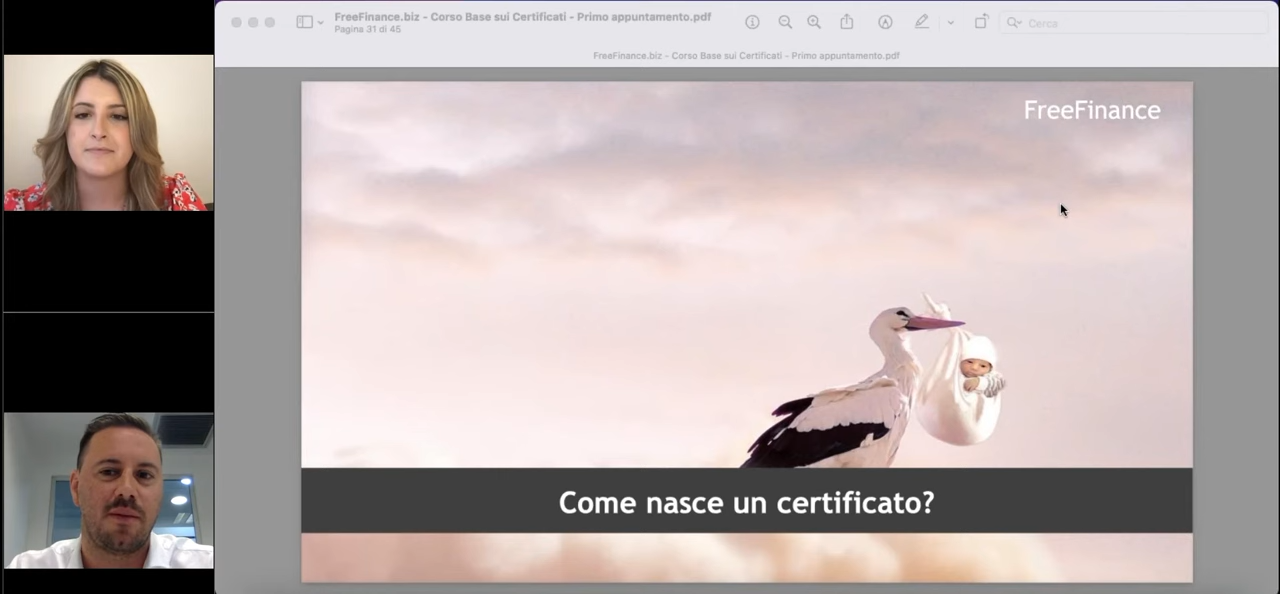 FreeFinance.biz - Corso Base sui Certificati - Primo appuntamento.pdf
Pagina 31 di 45
Cerca
FreeFinance.biz - Corso Base sui Certificati - Primo appuntamento.pdf
FreeFinance
Come nasce un certificato?